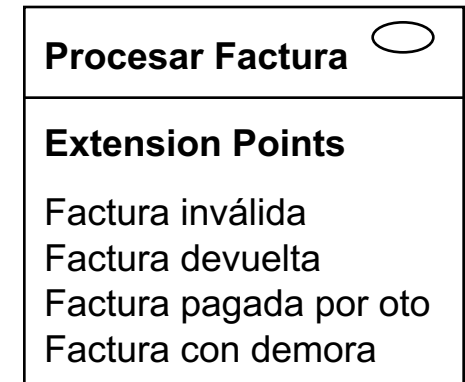 Procesar Factura
Extension Points
Factura inválida
Factura devuelta
Factura pagada por oto
Factura con demora